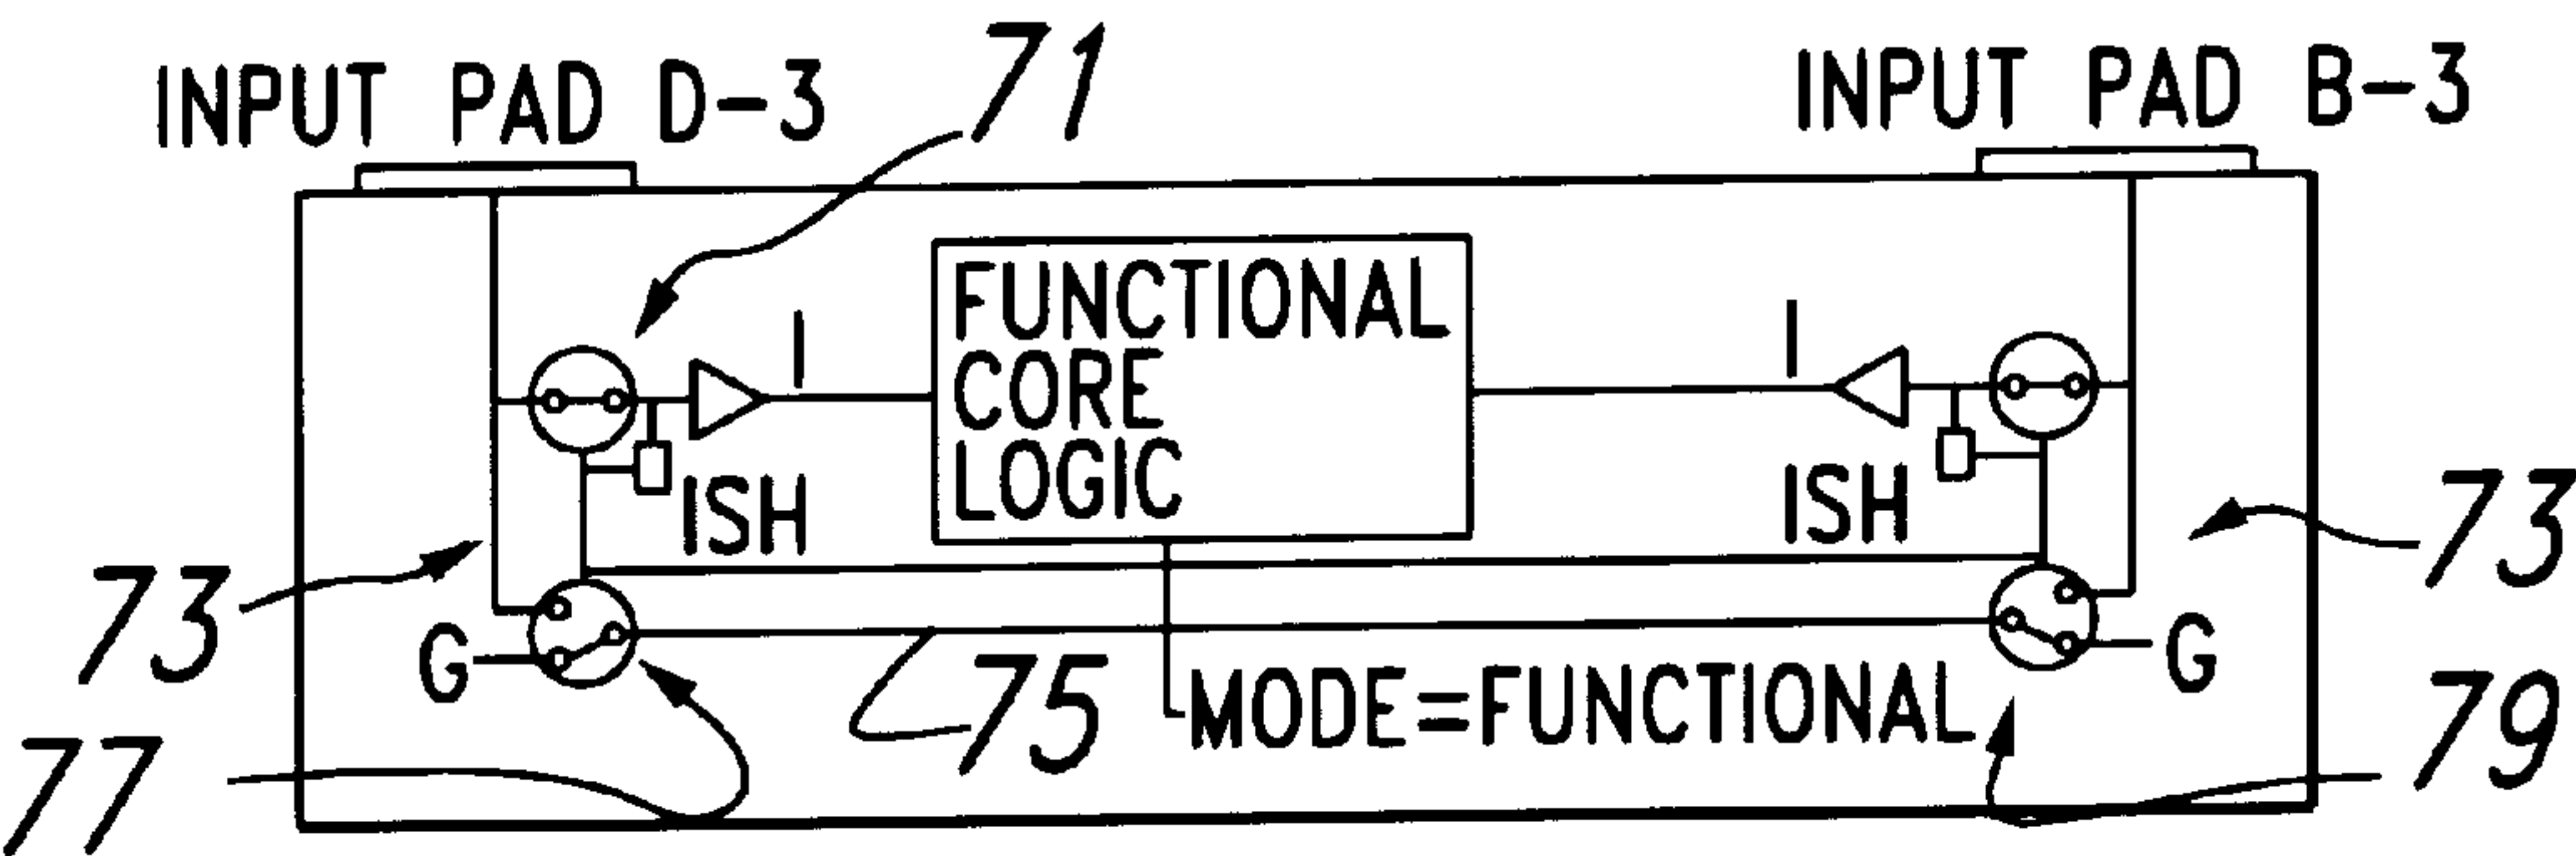 71
INPUT PAD D-3
INPUT PAD B-3
I
FUNCTIONAL
CORE
LOGIC
I
ISH
ISH
73
73
G
G
75
MODE=FUNCTIONAL
77
79